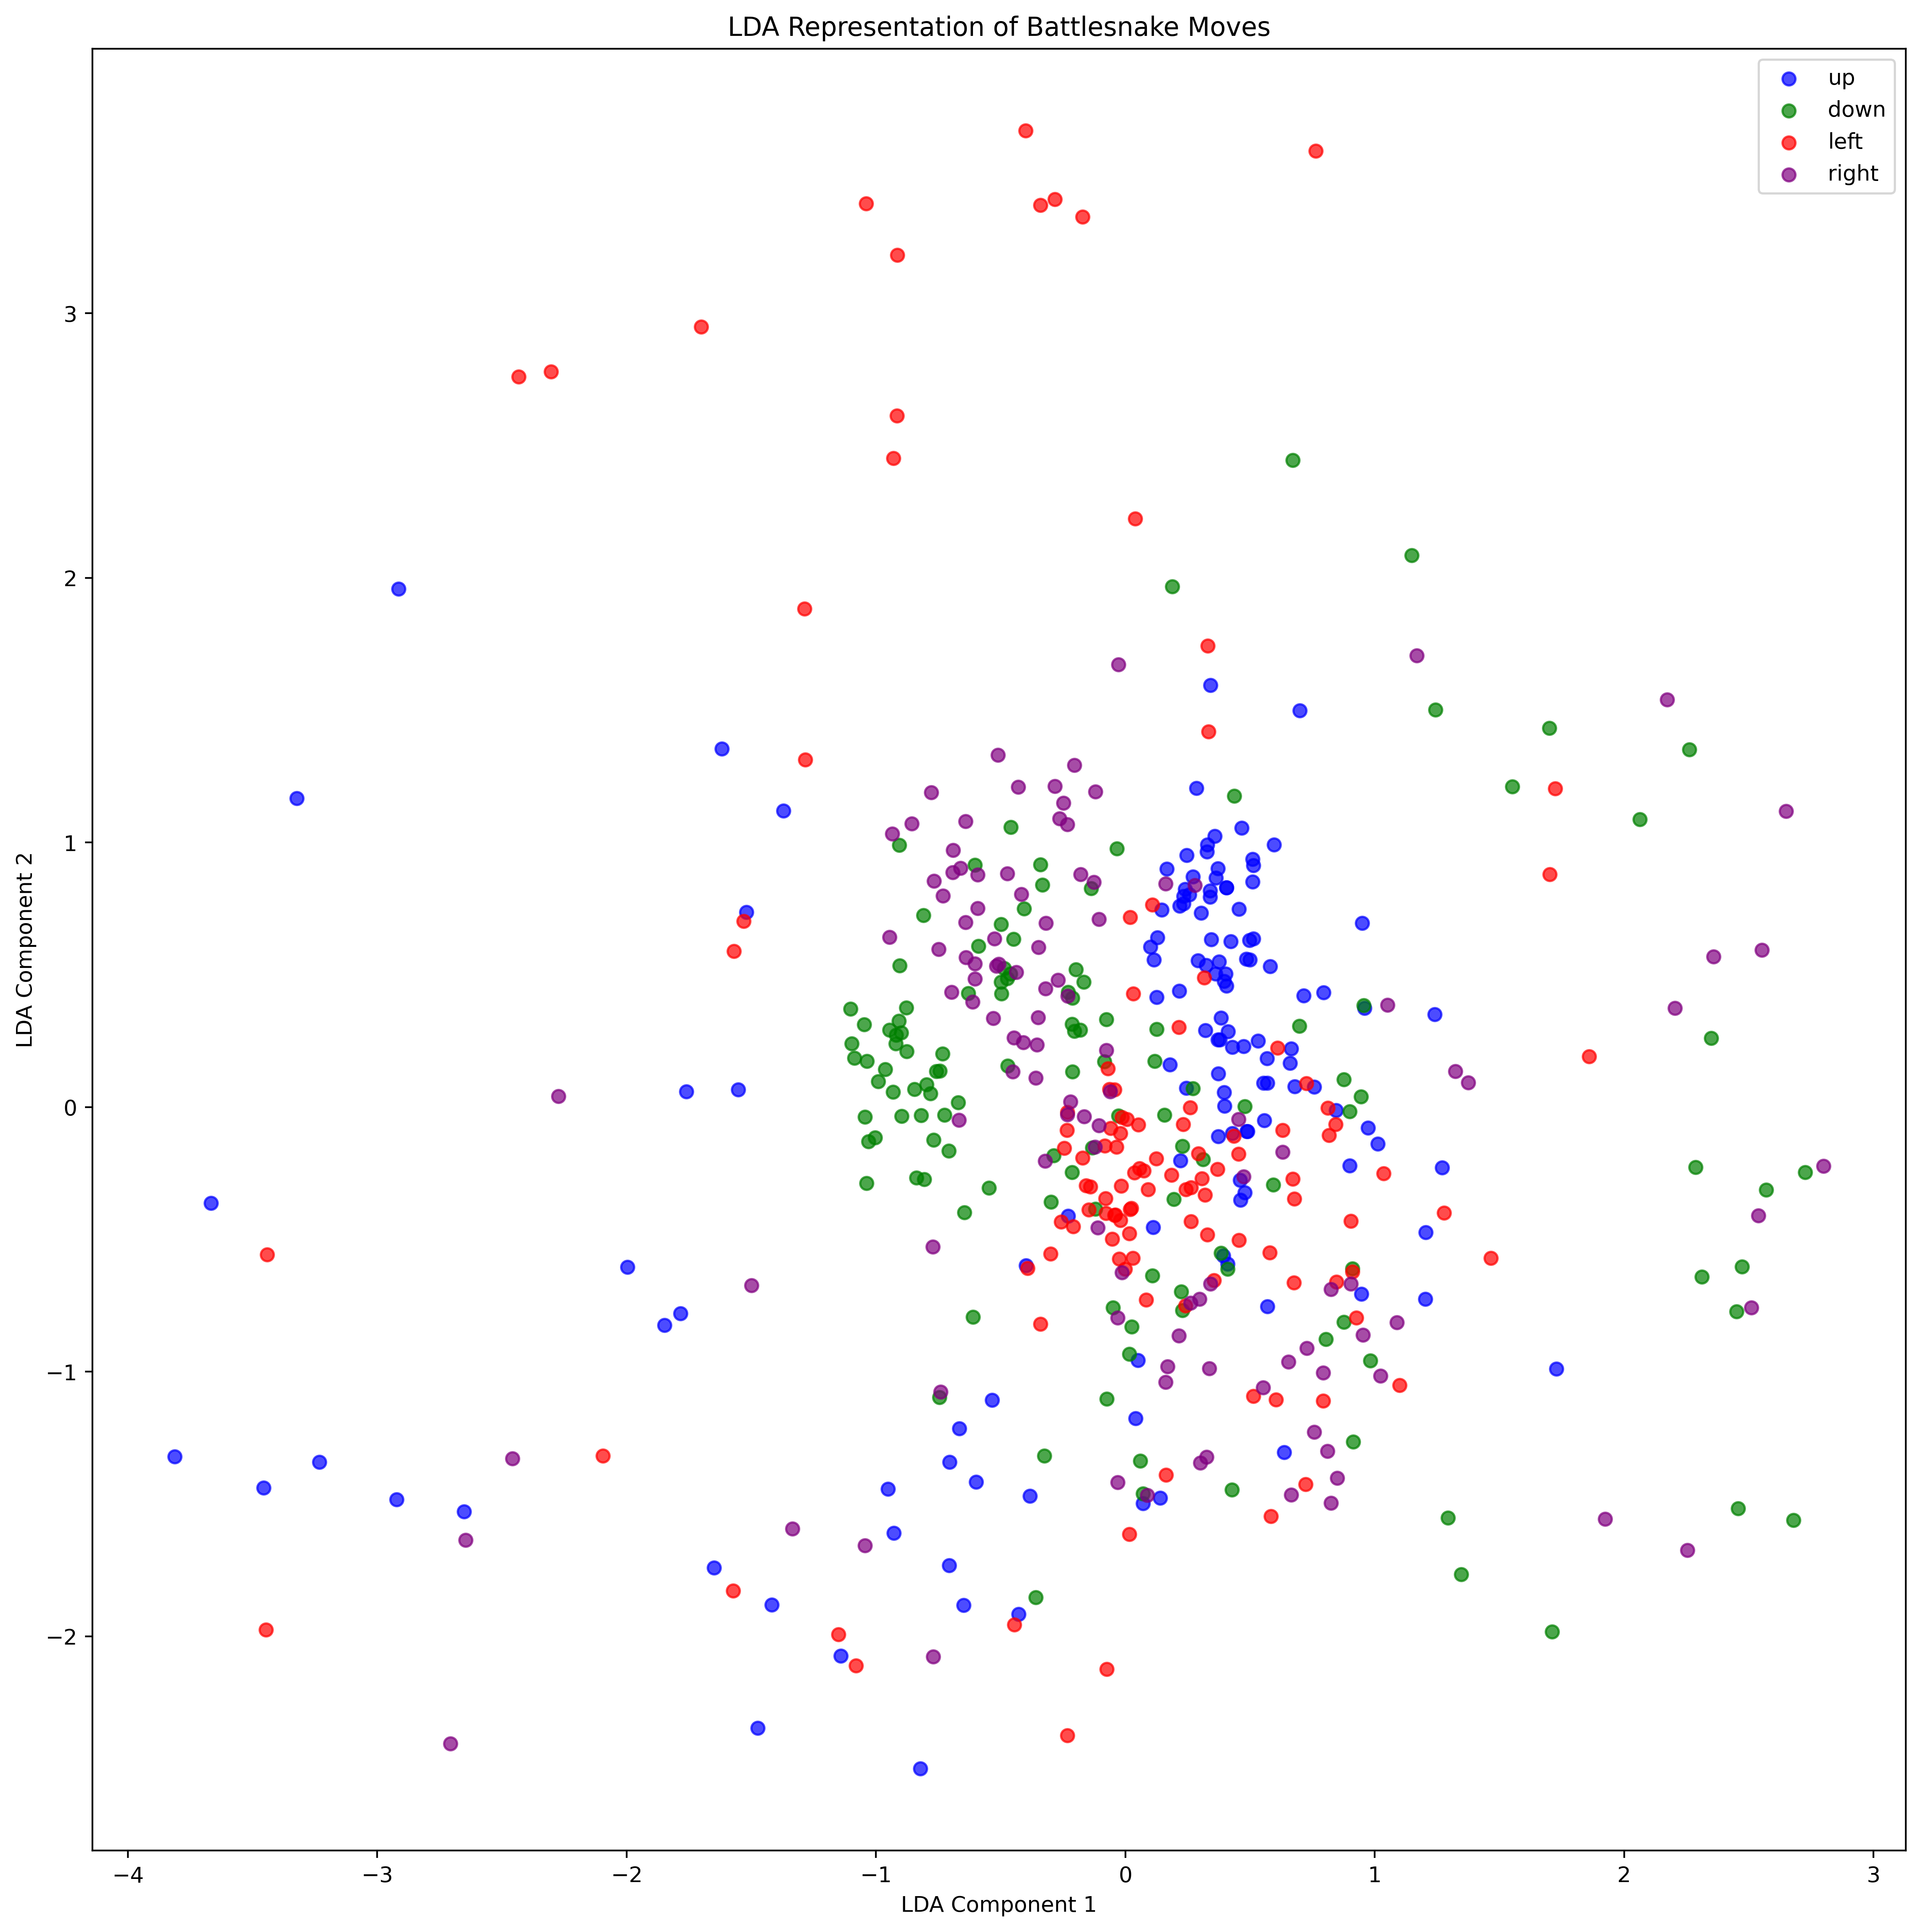 LDA Representation of Battlesnake Moves
up
down
left
right
3
2
1
0
−1
−2
LDA Component 2
−4 −3 −2 −1 0 1 2 3
LDA Component 1